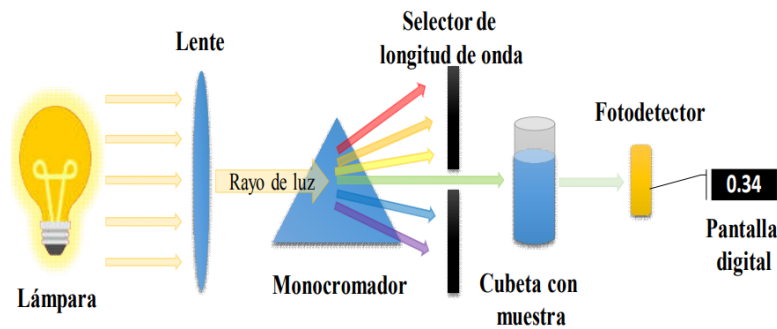 Lente
Selector de
longitud de onda
Fotodetector
Rayo de luz
0.34
Pantalla
digital
Lámpara
Monocromador
Cubeta con
muestra